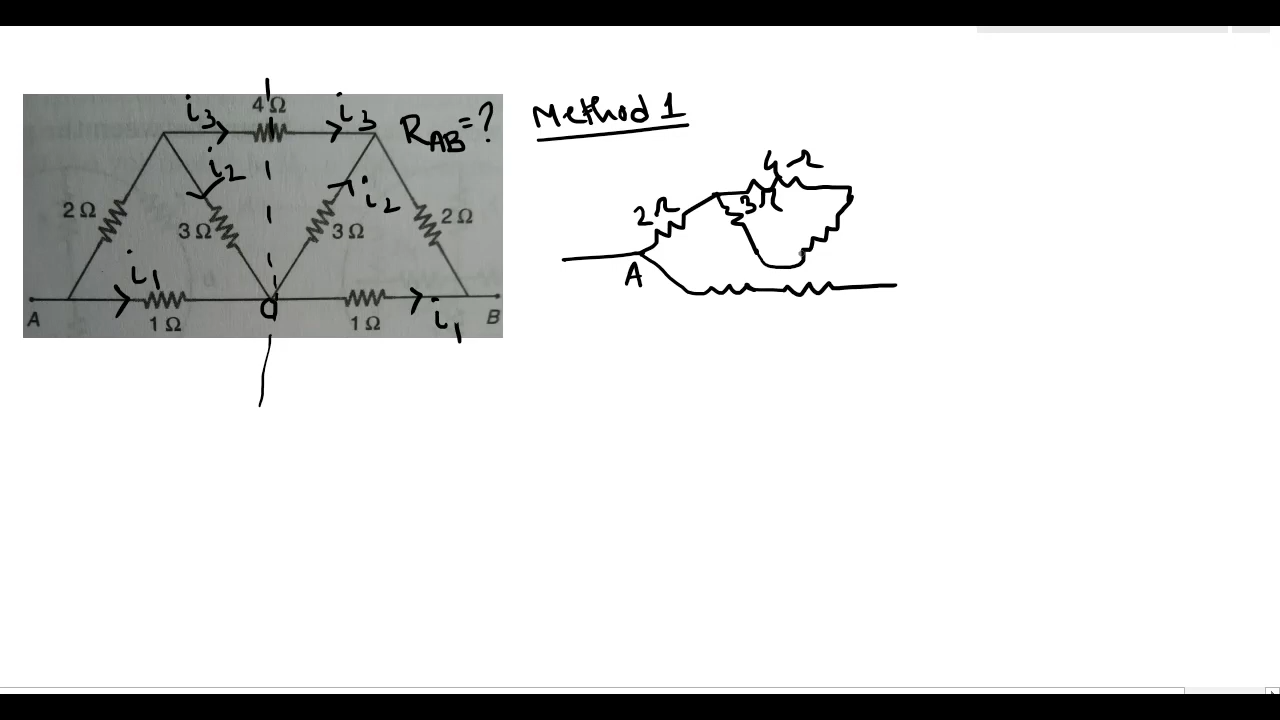 i3 4Ω i3
RAB=?
i2
2Ω 3Ω 3Ω i2 2Ω
i1
A 1Ω 1Ω i1 B
O
Method 1
4Ω
2Ω 3Ω
A